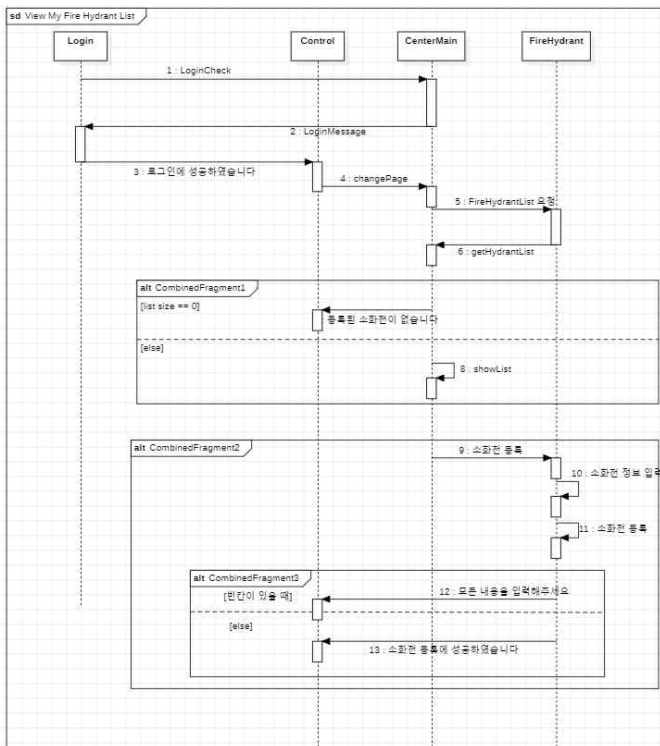 sd View My Fire Hydrant List
Login
Control
CenterMain
FireHydrant
1 : LoginCheck
2 : LoginMessage
3 : 로그인에 성공하였습니다
4 : changePage
5 : FireHydrantList 요청
6 : getHydrantList
alt CombinedFragment1
[list size == 0]
등록된 소화전이 없습니다
[else]
8 : showList
alt CombinedFragment2
9 : 소화전 등록
10 : 소화전 정보 입력
11 : 소화전 등록
alt CombinedFragment3
[빈칸이 있을 때]
12 : 모든 내용을 입력해주세요
[else]
13 : 소화전 등록에 성공하였습니다